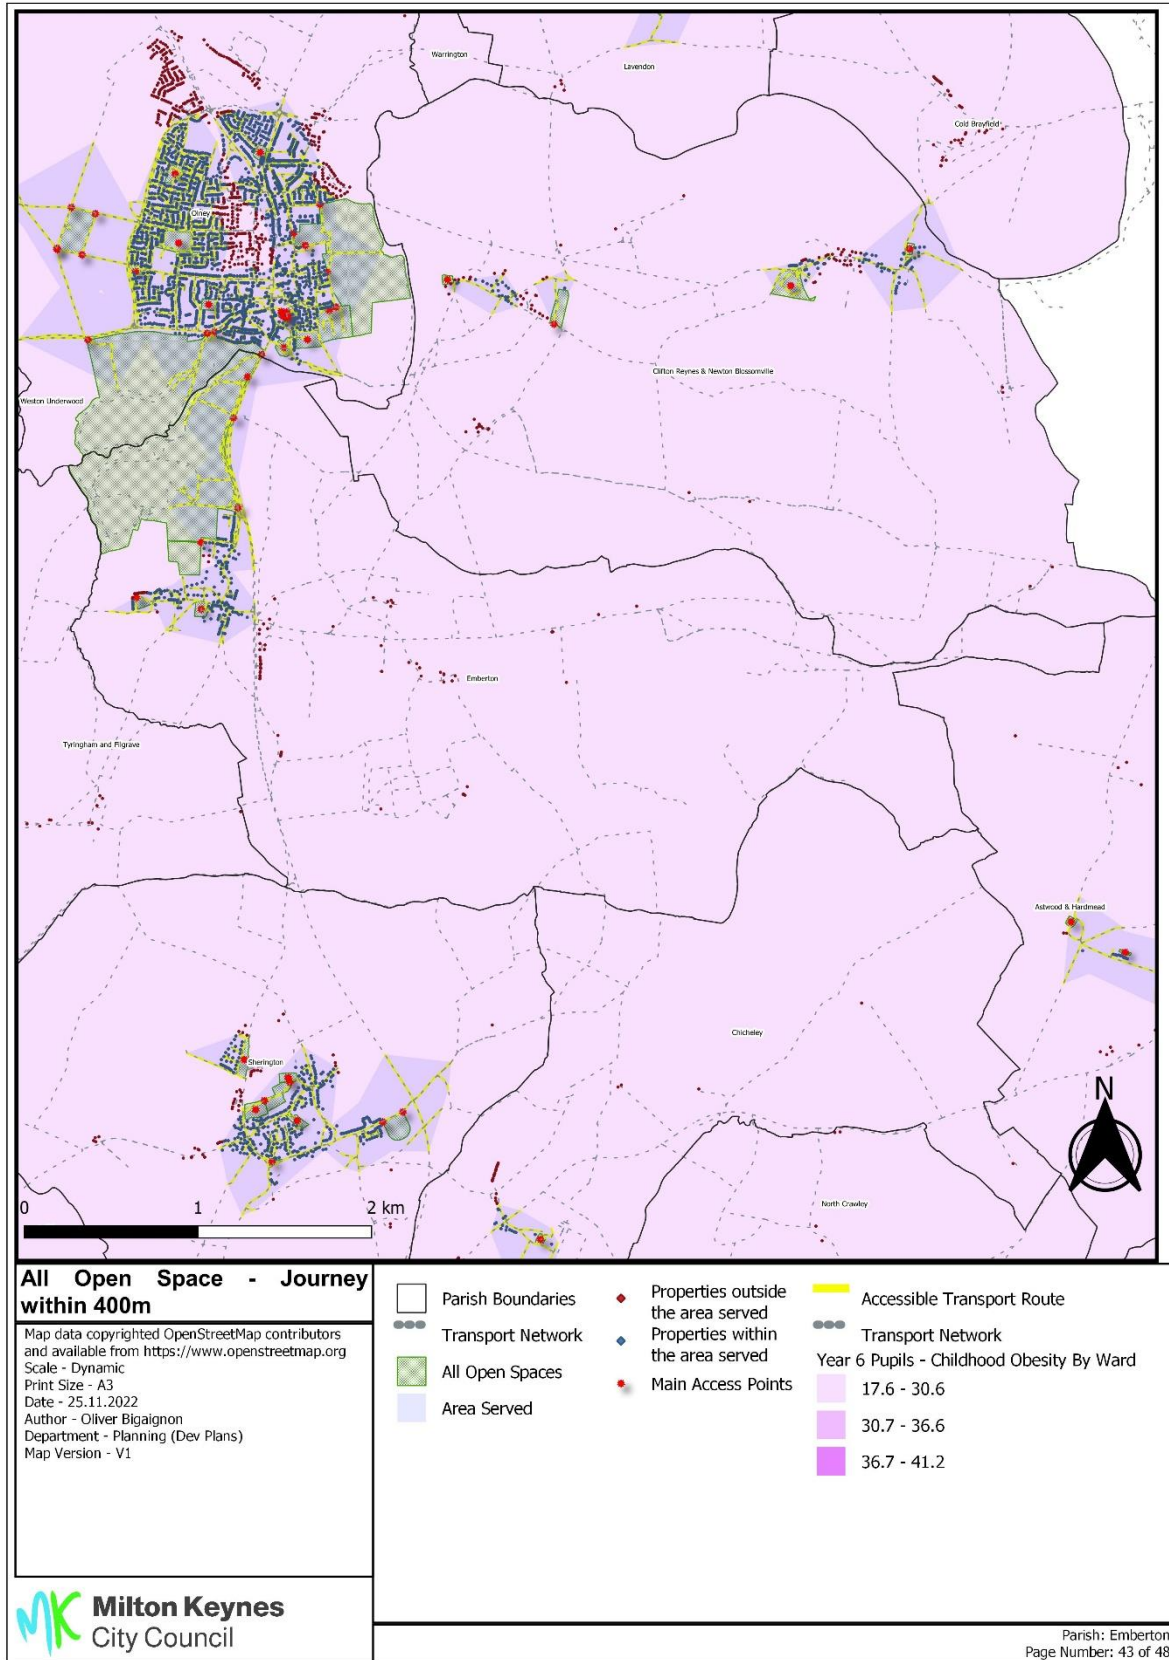 Warrington
Lavendon
Cold Brayfield
Olney
Clifton Reynes & Newton Blossomville
Weston Underwood
Emberton
Tyringham and Filgrave
Astwood & Hardmead
Chicheley
Sherington
N
North Crawley
0 1 2 km
All Open Space - Journey
within 400m
Map data copyrighted OpenStreetMap contributors
and available from https://www.openstreetmap.org
Scale - Dynamic
Print Size - A3
Date - 25.11.2022
Author - Oliver Bigaignon
Department - Planning (Dev Plans)
Map Version - V1
Parish Boundaries
Transport Network
All Open Spaces
Area Served
Properties outside
the area served
Properties within
the area served
Main Access Points
Accessible Transport Route
Transport Network
Year 6 Pupils - Childhood Obesity By Ward
17.6 - 30.6
30.7 - 36.6
36.7 - 41.2
MK Milton Keynes
City Council
Parish: Emberton
Page Number: 43 of 48